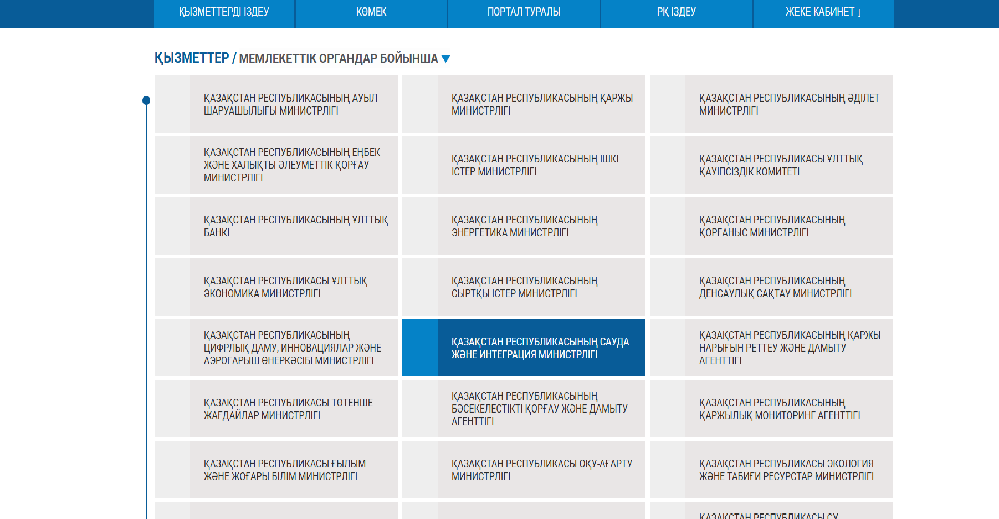 ҚЫЗМЕТТЕРДІ ІЗДЕУ
КӨМЕК
ПОРТАЛ ТУРАЛЫ
РҚ ІЗДЕУ
ЖЕКЕ КАБИНЕТ ↓
ҚЫЗМЕТТЕР / МЕМЛЕКЕТТІК ОРГАНДАР БОЙЫНША ▼
ҚАЗАҚСТАН РЕСПУБЛИКАСЫНЫҢ АУЫЛ
ШАРУАШЫЛЫҒЫ МИНИСТРЛІГІ
ҚАЗАҚСТАН РЕСПУБЛИКАСЫНЫҢ ҚАРЖЫ
МИНИСТРЛІГІ
ҚАЗАҚСТАН РЕСПУБЛИКАСЫНЫҢ ӘДІЛЕТ
МИНИСТРЛІГІ
ҚАЗАҚСТАН РЕСПУБЛИКАСЫНЫҢ ЕҢБЕК
ЖӘНЕ ХАЛЫҚТЫ ӘЛЕУМЕТТІК ҚОРҒАУ
МИНИСТРЛІГІ
ҚАЗАҚСТАН РЕСПУБЛИКАСЫНЫҢ ІШКІ
ІСТЕР МИНИСТРЛІГІ
ҚАЗАҚСТАН РЕСПУБЛИКАСЫ ҰЛТТЫҚ
ҚАУІПСІЗДІК КОМИТЕТІ
ҚАЗАҚСТАН РЕСПУБЛИКАСЫНЫҢ ҰЛТТЫҚ
БАНКІ
ҚАЗАҚСТАН РЕСПУБЛИКАСЫНЫҢ
ЭНЕРГЕТИКА МИНИСТРЛІГІ
ҚАЗАҚСТАН РЕСПУБЛИКАСЫНЫҢ
ҚОРҒАНЫС МИНИСТРЛІГІ
ҚАЗАҚСТАН РЕСПУБЛИКАСЫ ҰЛТТЫҚ
ЭКОНОМИКА МИНИСТРЛІГІ
ҚАЗАҚСТАН РЕСПУБЛИКАСЫНЫҢ
СЫРТҚЫ ІСТЕР МИНИСТРЛІГІ
ҚАЗАҚСТАН РЕСПУБЛИКАСЫНЫҢ
ДЕНСАУЛЫҚ САҚТАУ МИНИСТРЛІГІ
ҚАЗАҚСТАН РЕСПУБЛИКАСЫНЫҢ
ЦИФРЛЫҚ ДАМУ, ИННОВАЦИЯЛАР ЖӘНЕ
АЭРОҒАРЫШ ӨНЕРКӘСІБІ МИНИСТРЛІГІ
ҚАЗАҚСТАН РЕСПУБЛИКАСЫНЫҢ САУДА
ЖӘНЕ ИНТЕГРАЦИЯ МИНИСТРЛІГІ
ҚАЗАҚСТАН РЕСПУБЛИКАСЫНЫҢ ҚАРЖЫ
НАРЫҒЫН РЕТТЕУ ЖӘНЕ ДАМЫТУ
АГЕНТТІГІ
ҚАЗАҚСТАН РЕСПУБЛИКАСЫ ТӨТЕНШЕ
ЖАҒДАЙЛАР МИНИСТРЛІГІ
ҚАЗАҚСТАН РЕСПУБЛИКАСЫНЫҢ
БӘСЕКЕЛЕСТІКТІ ҚОРҒАУ ЖӘНЕ ДАМЫТУ
АГЕНТТІГІ
ҚАЗАҚСТАН РЕСПУБЛИКАСЫНЫҢ
ҚАРЖЫЛЫҚ МОНИТОРИНГ АГЕНТТІГІ
ҚАЗАҚСТАН РЕСПУБЛИКАСЫ ҒЫЛЫМ
ЖӘНЕ ЖОҒАРЫ БІЛІМ МИНИСТРЛІГІ
ҚАЗАҚСТАН РЕСПУБЛИКАСЫ ОҚУ-АҒАРТУ
МИНИСТРЛІГІ
ҚАЗАҚСТАН РЕСПУБЛИКАСЫ ЭКОЛОГИЯ
ЖӘНЕ ТАБИҒИ РЕСУРСТАР МИНИСТРЛІГІ
ҚАЗАҚСТАН РЕСПУБЛИКАСЫ СУ